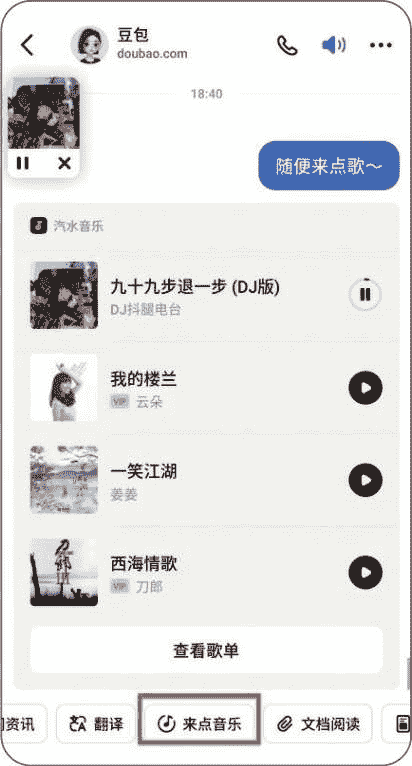 豆包
doubao.com
18:40
随便来点歌～
汽水音乐
九十九步退一步 (DJ版)
DJ抖腿电台
我的楼兰
VIP 云朵
一笑江湖
姜姜
西海情歌
VIP 刀郎
查看歌单
资讯
翻译
来点音乐
文档阅读